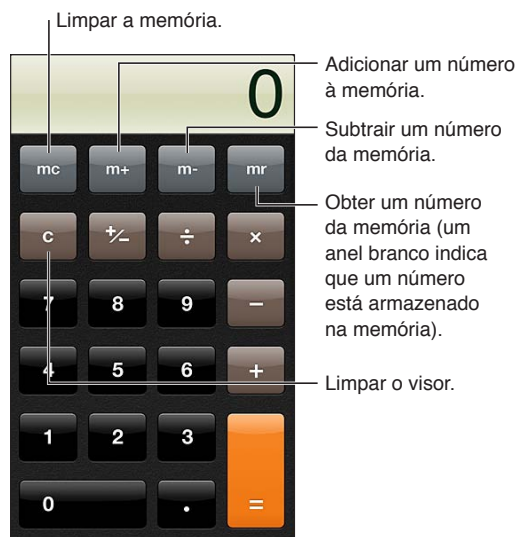 Limpar a memória.
0
Adicionar um número
à memória.
Subtrair um número
da memória.
mc m+ m- mr
Obter um número
da memória (um
anel branco indica
que um número
está armazenado
na memória).
c +/− ÷ ×
7 8 9 −
4 5 6 +
Limpar o visor.
1 2 3
0 . =